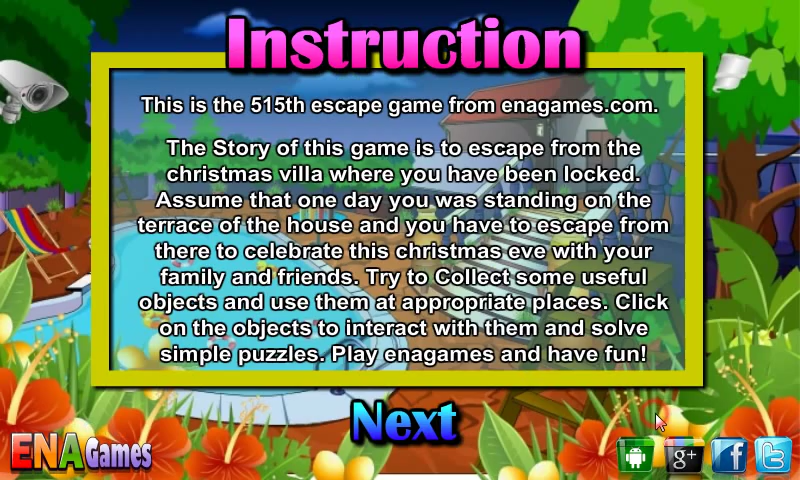 Instruction
This is the 515th escape game from enagames.com.
The Story of this game is to escape from the
christmas villa where you have been locked.
Assume that one day you was standing on the
terrace of the house and you have to escape from
there to celebrate this christmas eve with your
family and friends. Try to Collect some useful
objects and use them at appropriate places. Click
on the objects to interact with them and solve
simple puzzles. Play enagames and have fun!
Next
ENA Games
g+
f
t